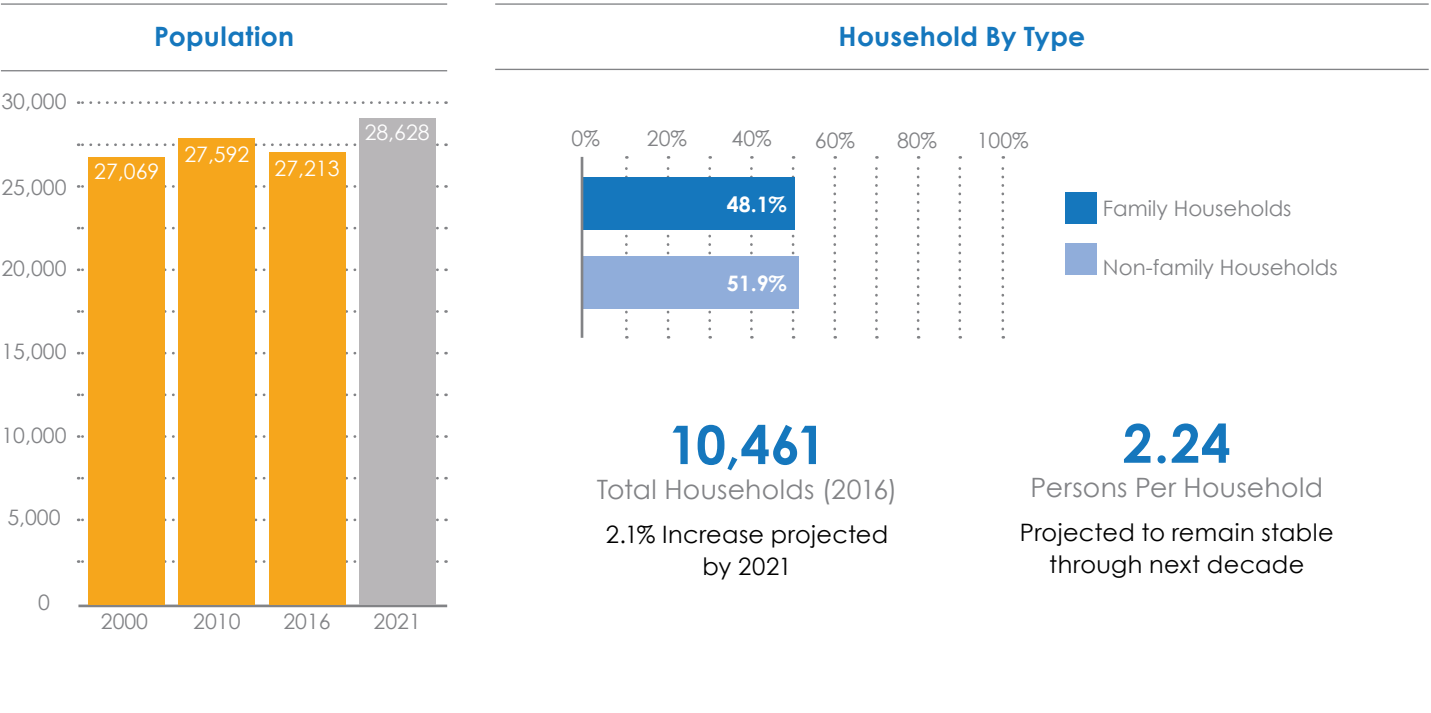 Population
30,000
25,000
20,000
15,000
10,000
5,000
0
27,069
27,592
27,213
28,628
2000 2010 2016 2021
Household By Type
0% 20% 40% 60% 80% 100%
48.1%
51.9%
Family Households
Non-family Households
10,461
Total Households (2016)
2.1% Increase projected
by 2021
2.24
Persons Per Household
Projected to remain stable
through next decade